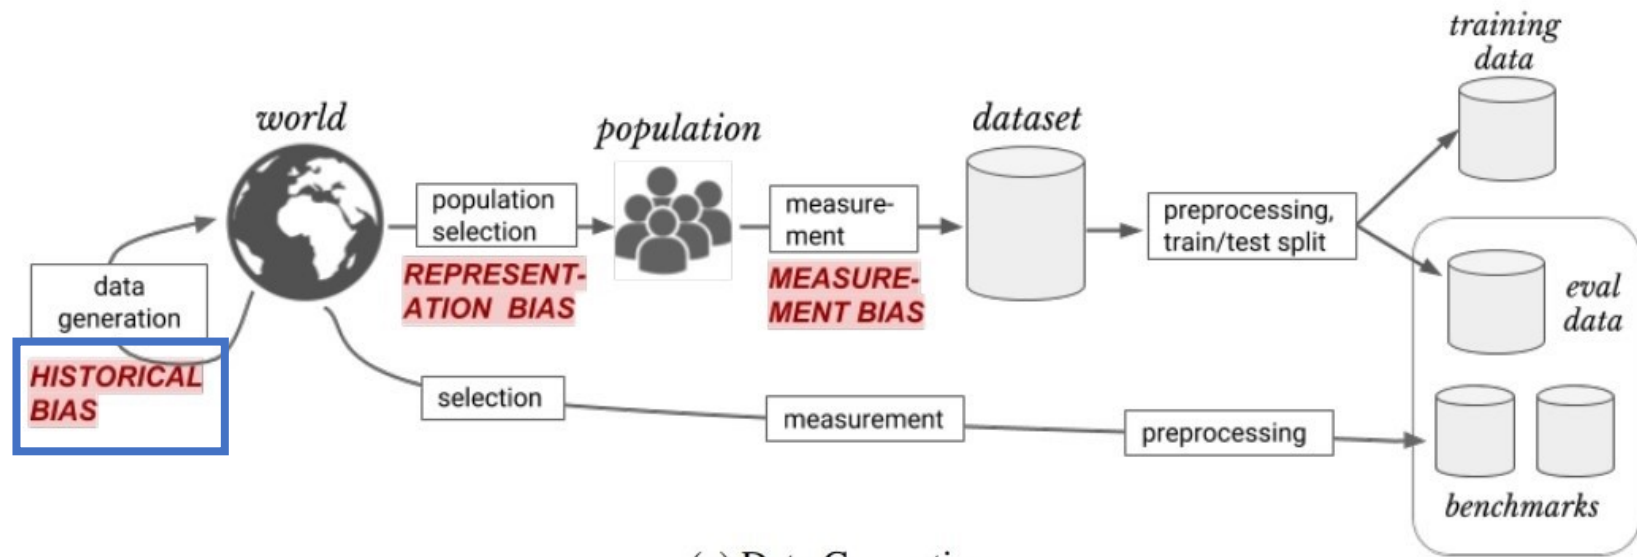 training
data
world
population
dataset
population
selection
measure-
ment
preprocessing,
train/test split
REPRESENT-
ATION BIAS
MEASURE-
MENT BIAS
data
generation
eval
data
HISTORICAL
BIAS
selection
measurement
preprocessing
benchmarks